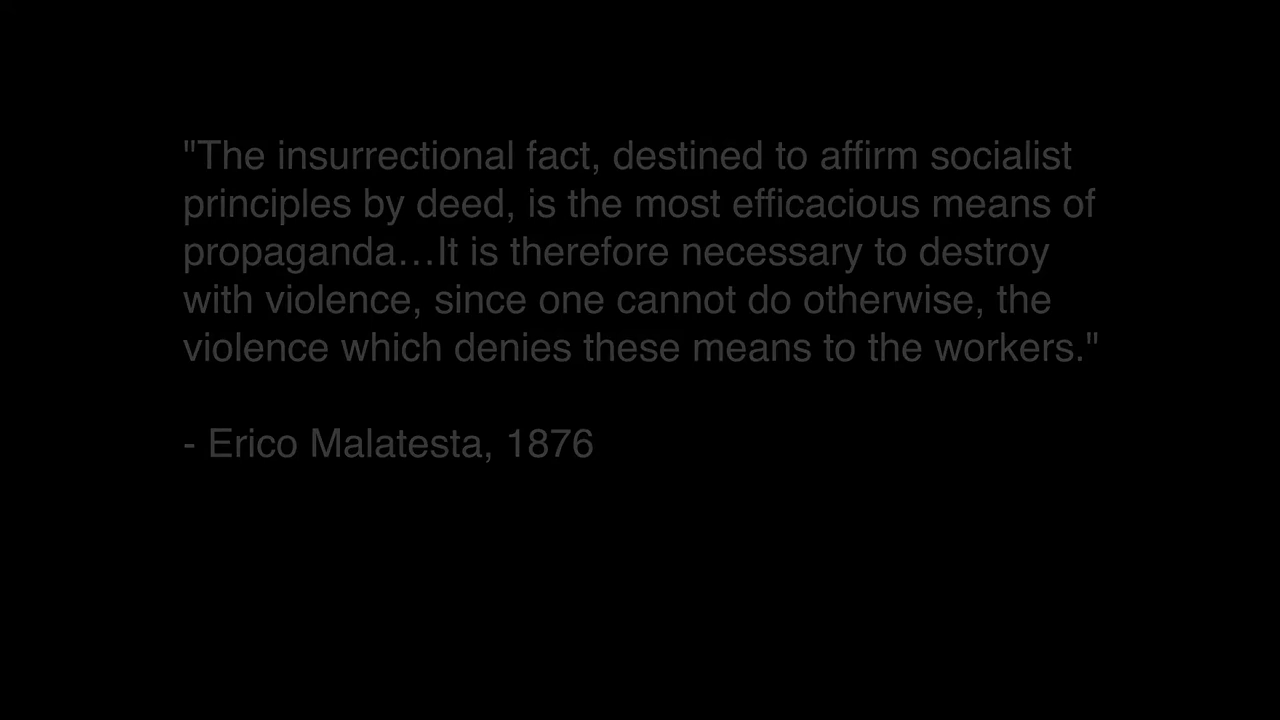 "The insurrectional fact, destined to affirm socialist
principles by deed, is the most efficacious means of
propaganda…It is therefore necessary to destroy
with violence, since one cannot do otherwise, the
violence which denies these means to the workers."
- Erico Malatesta, 1876